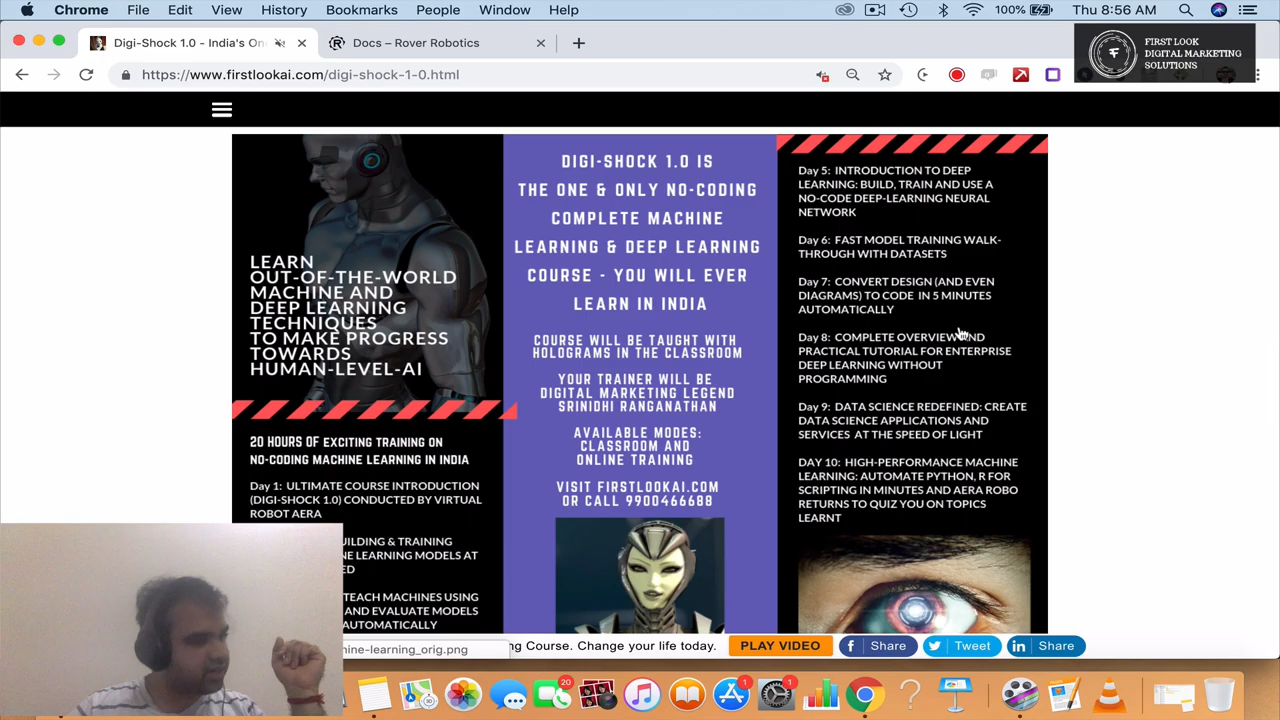 Chrome File Edit View History Bookmarks People Window Help 100% Thu 8:56 AM
Digi-Shock 1.0 - India's On
Docs – Rover Robotics
FIRST LOOK
DIGITAL MARKETING
SOLUTIONS
https://www.firstlookai.com/digi-shock-1-0.html
LEARN
OUT-OF-THE-WORLD
MACHINE AND
DEEP LEARNING
TECHNIQUES
TO MAKE PROGRESS
TOWARDS
HUMAN-LEVEL-AI
20 HOURS OF EXCITING TRAINING ON
NO-CODING MACHINE LEARNING IN INDIA
Day 1: ULTIMATE COURSE INTRODUCTION
(DIGI-SHOCK 1.0) CONDUCTED BY VIRTUAL
ROBOT AERA
BUILDING & TRAINING
NE LEARNING MODELS AT
ED
TEACH MACHINES USING
AND EVALUATE MODELS
AUTOMATICALLY
DIGI-SHOCK 1.0 IS
THE ONE & ONLY NO-CODING
COMPLETE MACHINE
LEARNING & DEEP LEARNING
COURSE - YOU WILL EVER
LEARN IN INDIA
COURSE WILL BE TAUGHT WITH
HOLOGRAMS IN THE CLASSROOM
YOUR TRAINER WILL BE
DIGITAL MARKETING LEGEND
SRINIDHI RANGANATHAN
AVAILABLE MODES:
CLASSROOM AND
ONLINE TRAINING
VISIT FIRSTLOOKAI.COM
OR CALL 9900466688
Day 5: INTRODUCTION TO DEEP
LEARNING: BUILD, TRAIN AND USE A
NO-CODE DEEP-LEARNING NEURAL
NETWORK
Day 6: FAST MODEL TRAINING WALK-
THROUGH WITH DATASETS
Day 7: CONVERT DESIGN (AND EVEN
DIAGRAMS) TO CODE IN 5 MINUTES
AUTOMATICALLY
Day 8: COMPLETE OVERVIEW AND
PRACTICAL TUTORIAL FOR ENTERPRISE
DEEP LEARNING WITHOUT
PROGRAMMING
Day 9: DATA SCIENCE REDEFINED: CREATE
DATA SCIENCE APPLICATIONS AND
SERVICES AT THE SPEED OF LIGHT
DAY 10: HIGH-PERFORMANCE MACHINE
LEARNING: AUTOMATE PYTHON, R FOR
SCRIPTING IN MINUTES AND AERA ROBO
RETURNS TO QUIZ YOU ON TOPICS
LEARNT
ine-learning_orig.png
ng Course. Change your life today. PLAY VIDEO Share Tweet Share
20 1 1